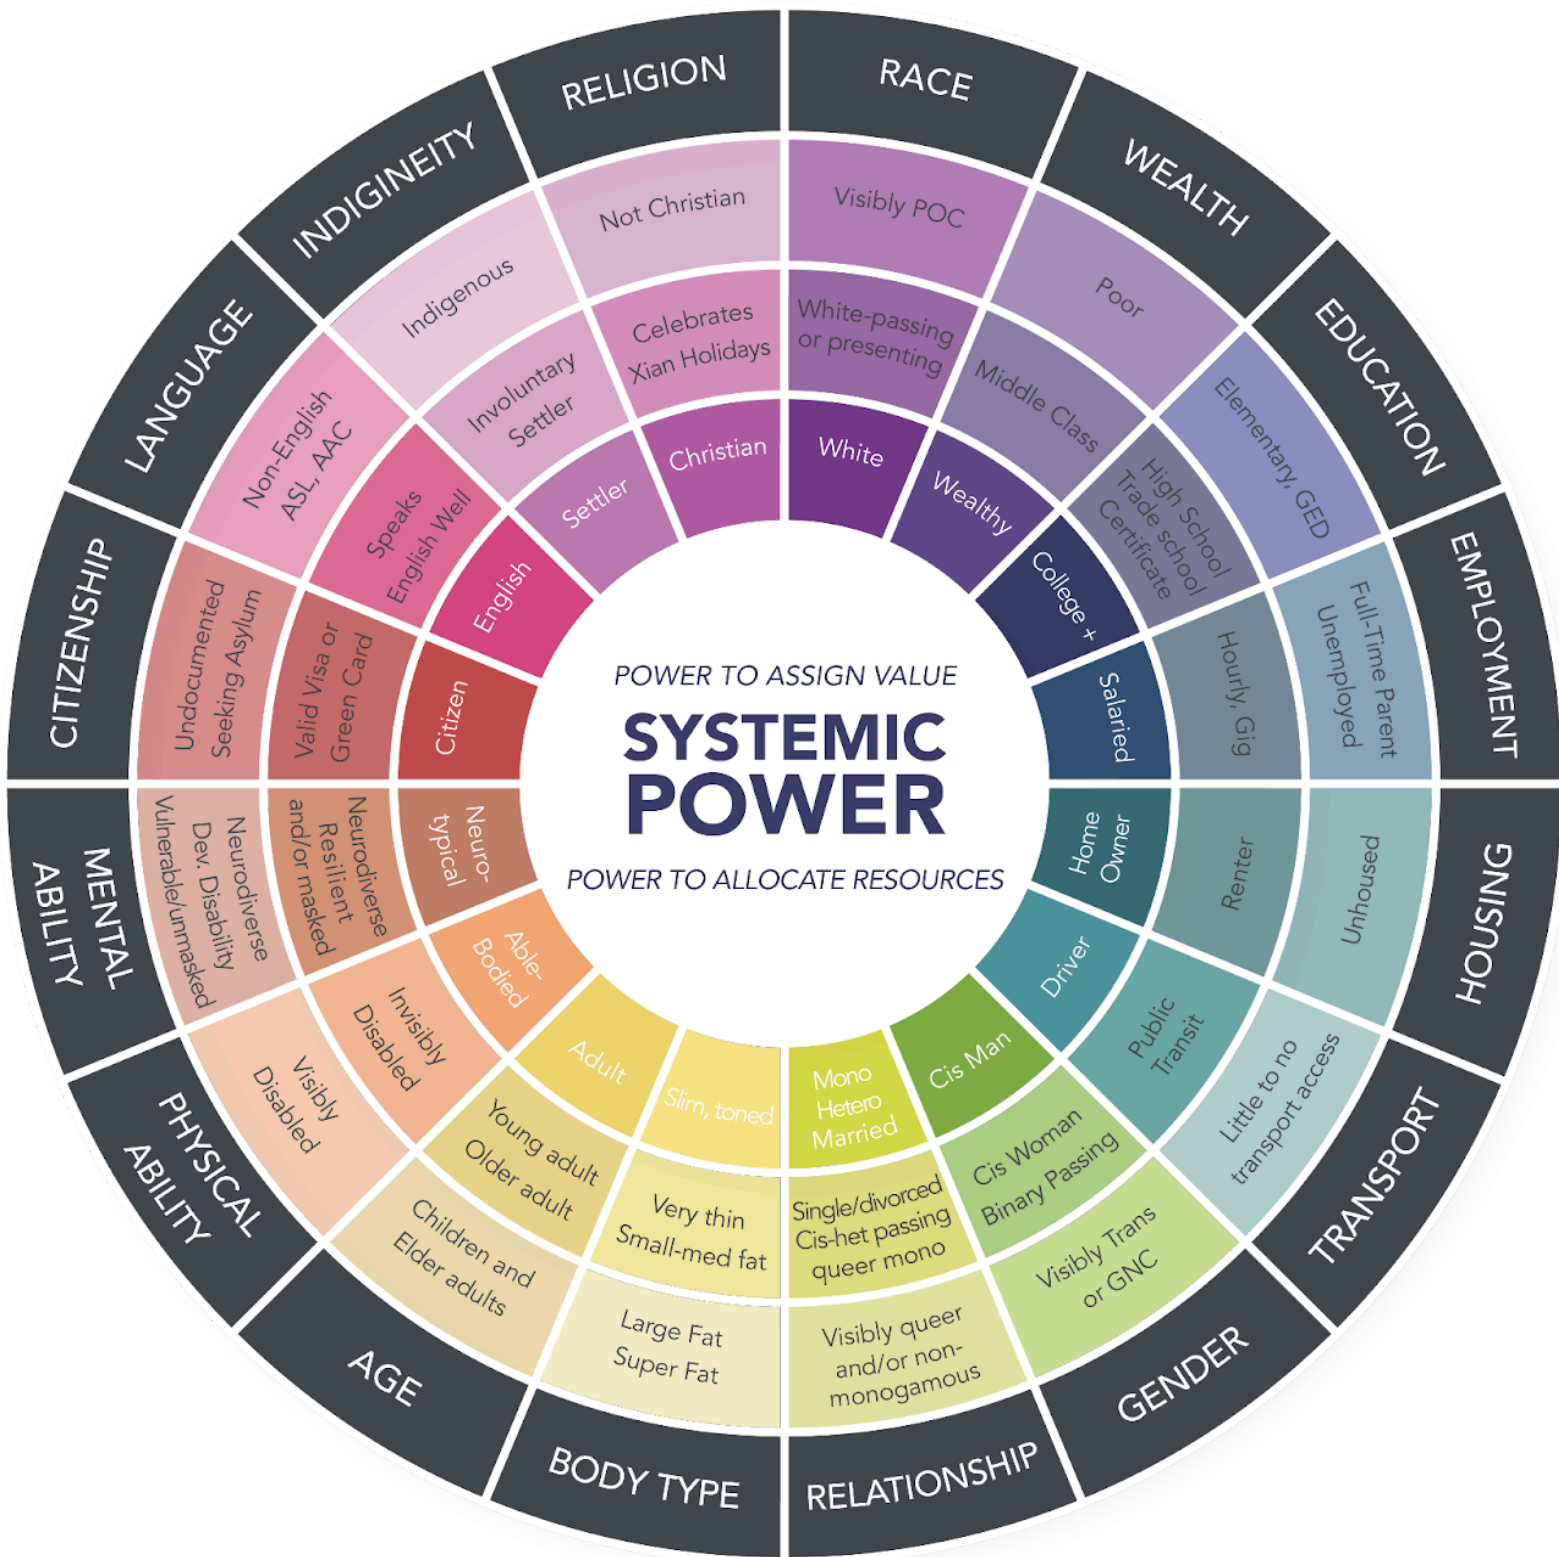 POWER TO ASSIGN VALUE
SYSTEMIC
POWER
POWER TO ALLOCATE RESOURCES
RACE
Visibly POC
White-passing
or presenting
White
WEALTH
Poor
Middle Class
Wealthy
EDUCATION
Elementary, GED
High School
Trade school
Certificate
College +
EMPLOYMENT
Full-Time Parent
Unemployed
Hourly, Gig
Salaried
HOUSING
Unhoused
Renter
Home
Owner
TRANSPORT
Little to no
transport access
Public
Transit
Driver
GENDER
Visibly Trans
or GNC
Cis Woman
Binary Passing
Cis Man
RELATIONSHIP
Visibly queer
and/or non-
monogamous
Single/divorced
Cis-het passing
queer mono
Mono
Hetero
Married
BODY TYPE
Large Fat
Super Fat
Very thin
Small-med fat
Slim, toned
AGE
Children and
Elder adults
Young adult
Older adult
Adult
PHYSICAL
ABILITY
Visibly
Disabled
Invisibly
Disabled
Able-
Bodied
MENTAL
ABILITY
Neurodiverse
Dev. Disability
Vulnerable/unmasked
Neurodiverse
Resilient
and/or masked
Neuro-
typical
CITIZENSHIP
Undocumented
Seeking Asylum
Valid Visa or
Green Card
Citizen
LANGUAGE
Non-English
ASL, AAC
Speaks
English Well
English
INDIGINEITY
Indigenous
Involuntary
Settler
Settler
RELIGION
Not Christian
Celebrates
Xian Holidays
Christian